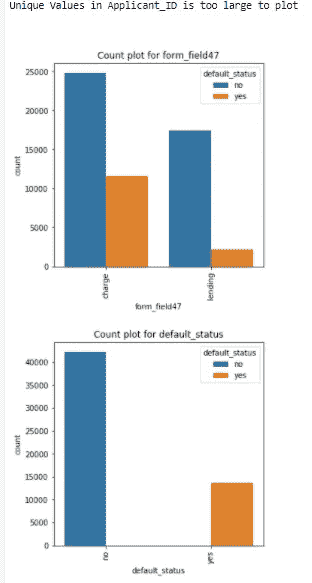 Unique Values in Applicant_ID is too large to plot
Count plot for form_field47
default_status
no
yes
25000
20000
15000
10000
5000
0
count
charge
lending
form_field47
Count plot for default_status
default_status
no
yes
40000
35000
30000
25000
20000
15000
10000
5000
0
count
no
yes
default_status